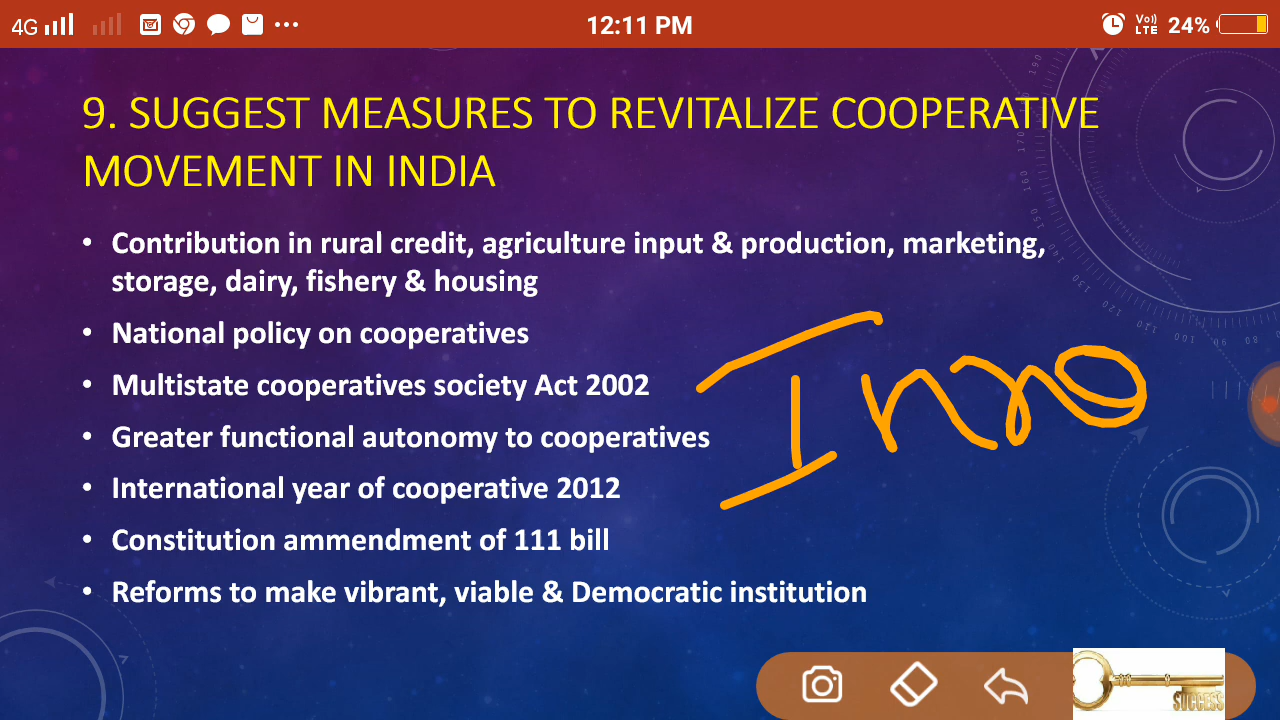 4G 12:11 PM Vo)) LTE 24%
9. SUGGEST MEASURES TO REVITALIZE COOPERATIVE
MOVEMENT IN INDIA
• Contribution in rural credit, agriculture input & production, marketing,
storage, dairy, fishery & housing
• National policy on cooperatives
• Multistate cooperatives society Act 2002
• Greater functional autonomy to cooperatives
• International year of cooperative 2012
• Constitution ammendment of 111 bill
• Reforms to make vibrant, viable & Democratic institution
SUCCESS